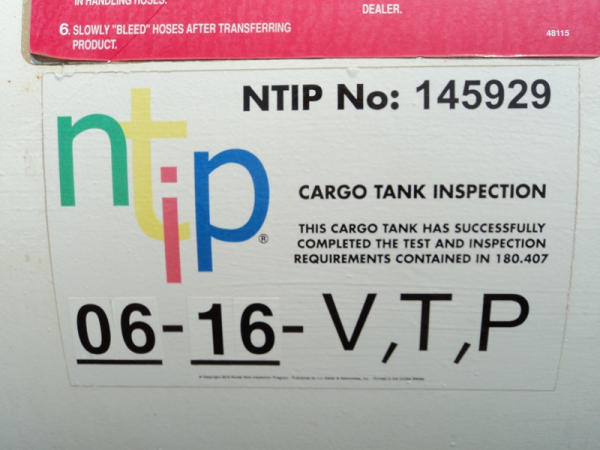 IN HANDLING HOSES.
DEALER.
6. SLOWLY "BLEED" HOSES AFTER TRANSFERRING
PRODUCT.
48115
NTIP No: 145929
ntip®
CARGO TANK INSPECTION
THIS CARGO TANK HAS SUCCESSFULLY
COMPLETED THE TEST AND INSPECTION
REQUIREMENTS CONTAINED IN 180.407
06-16-V,T,P